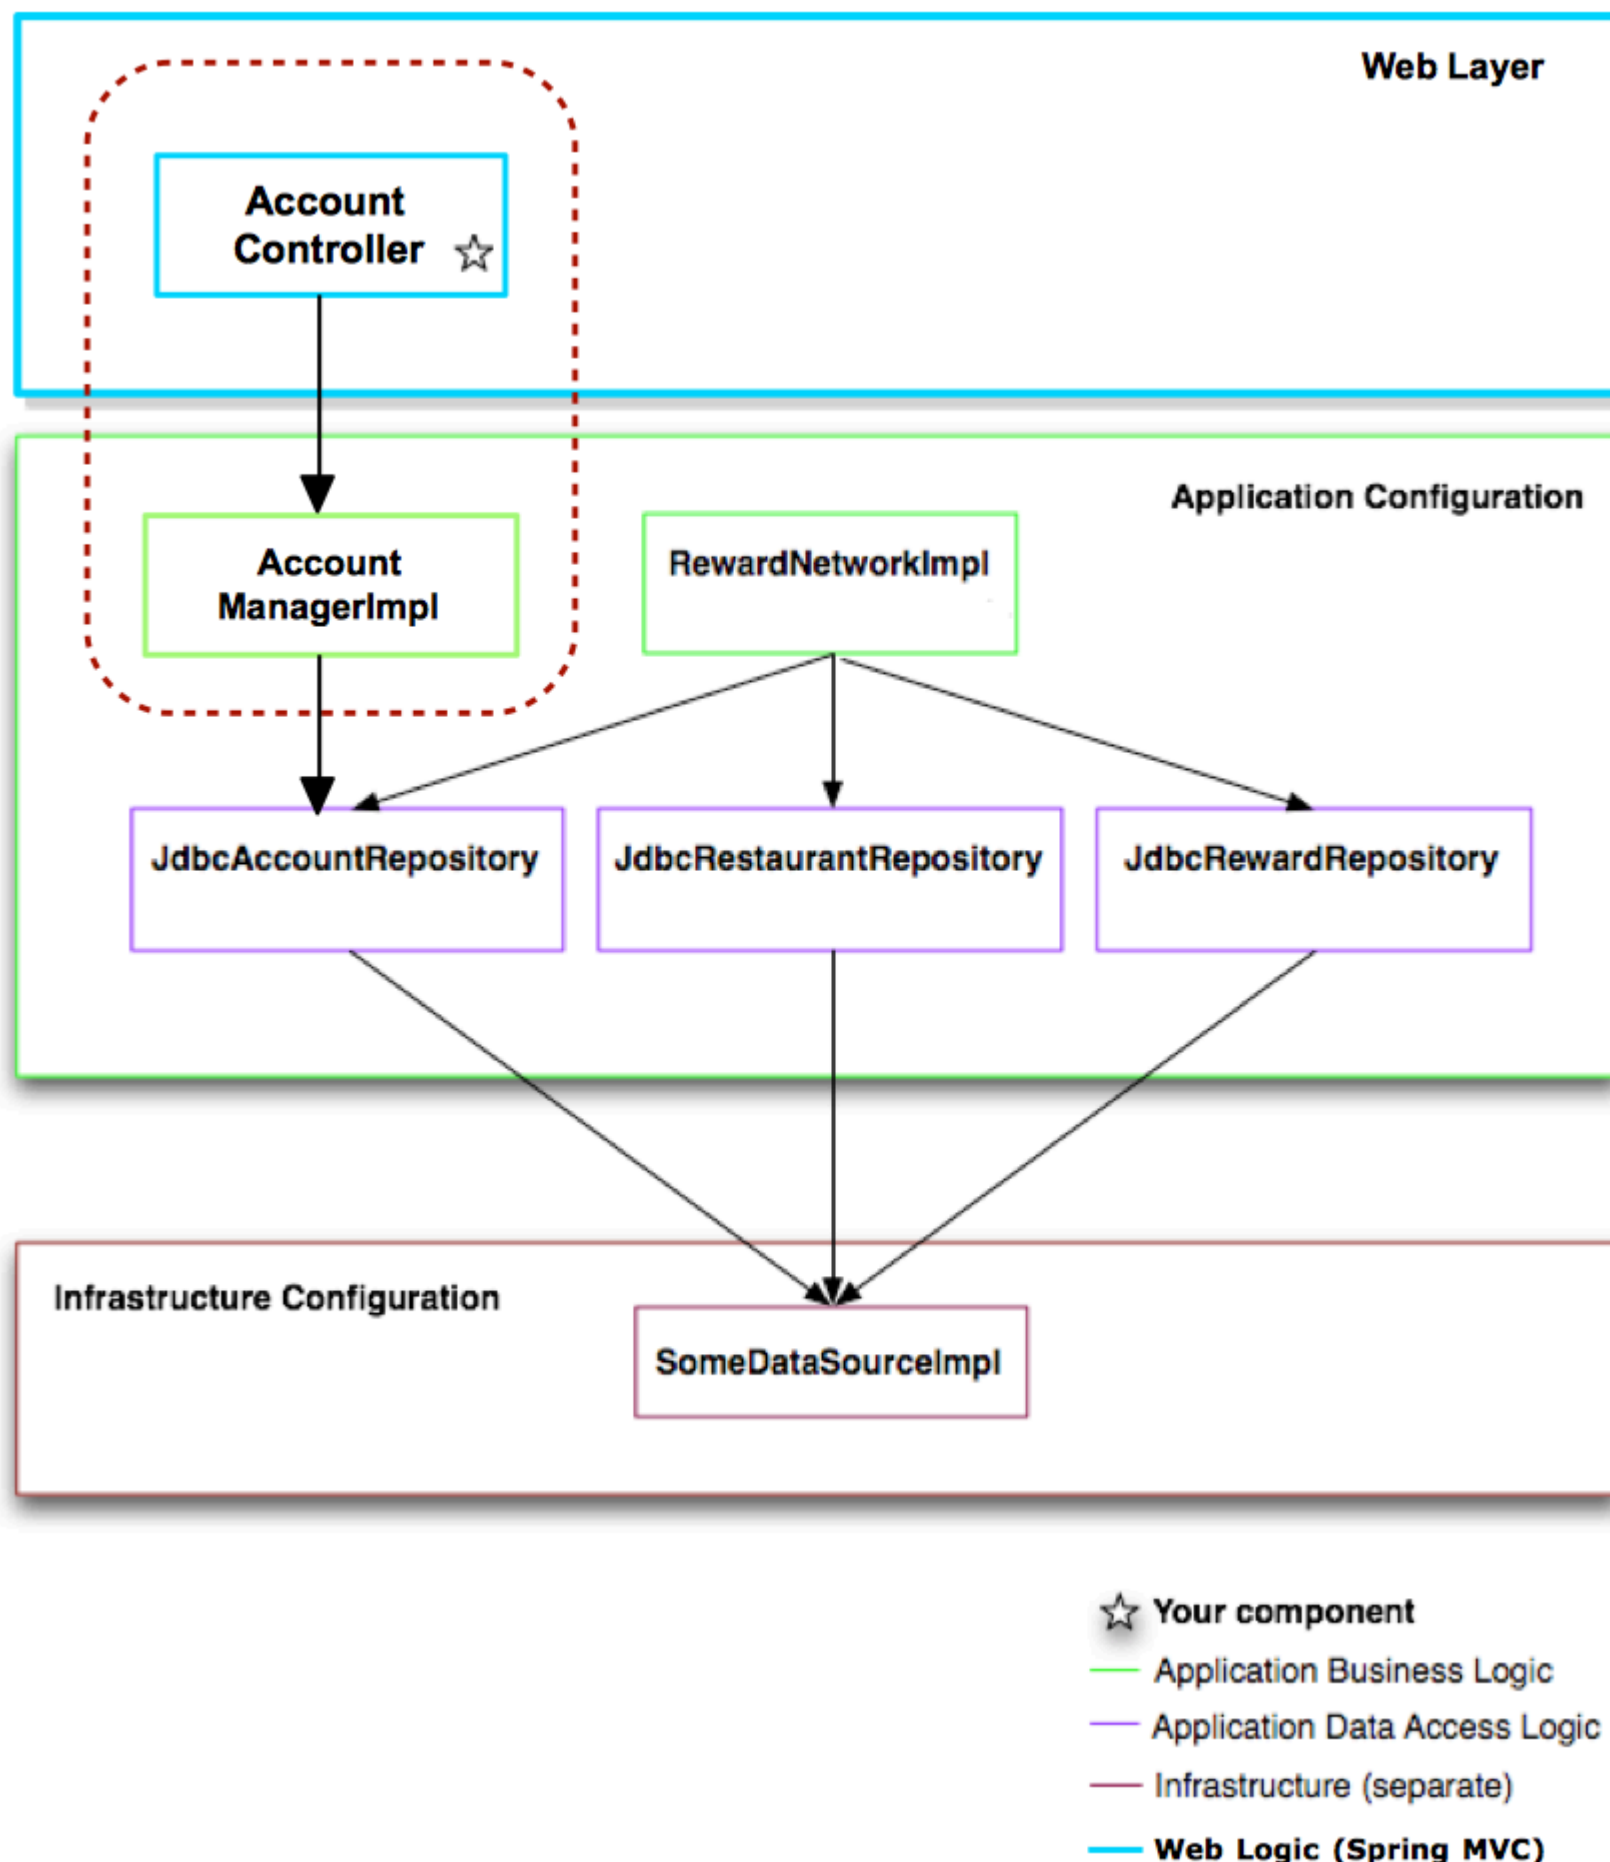 Web Layer
Account
Controller
Application Configuration
Account
ManagerImpl
RewardNetworkImpl
JdbcAccountRepository
JdbcRestaurantRepository
JdbcRewardRepository
Infrastructure Configuration
SomeDataSourceImpl
Your component
Application Business Logic
Application Data Access Logic
Infrastructure (separate)
Web Logic (Spring MVC)